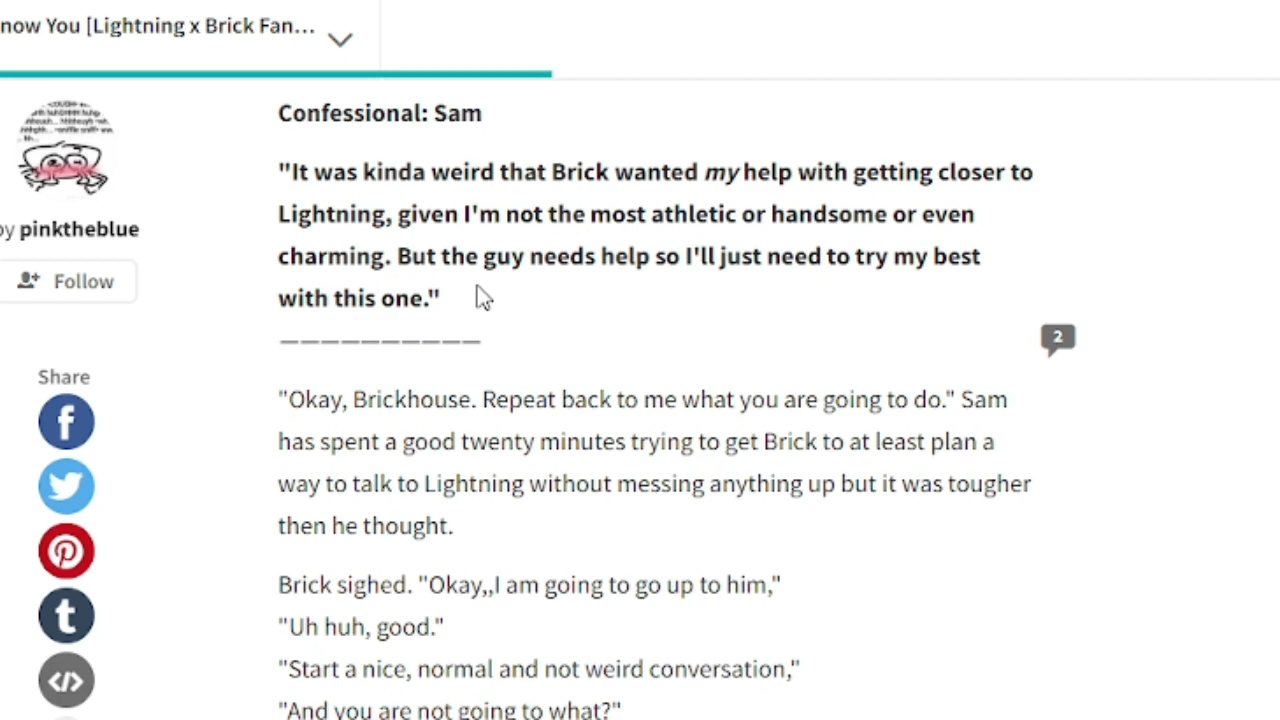 now You [Lightning x Brick Fan...
Confessional: Sam
"It was kinda weird that Brick wanted my help with getting closer to
Lightning, given I'm not the most athletic or handsome or even
charming. But the guy needs help so I'll just need to try my best
with this one."
——————————
by pinktheblue
Follow
2
Share
"Okay, Brickhouse. Repeat back to me what you are going to do." Sam
has spent a good twenty minutes trying to get Brick to at least plan a
way to talk to Lightning without messing anything up but it was tougher
then he thought.
Brick sighed. "Okay,,I am going to go up to him,"
"Uh huh, good."
"Start a nice, normal and not weird conversation,"
"And you are not going to what?"